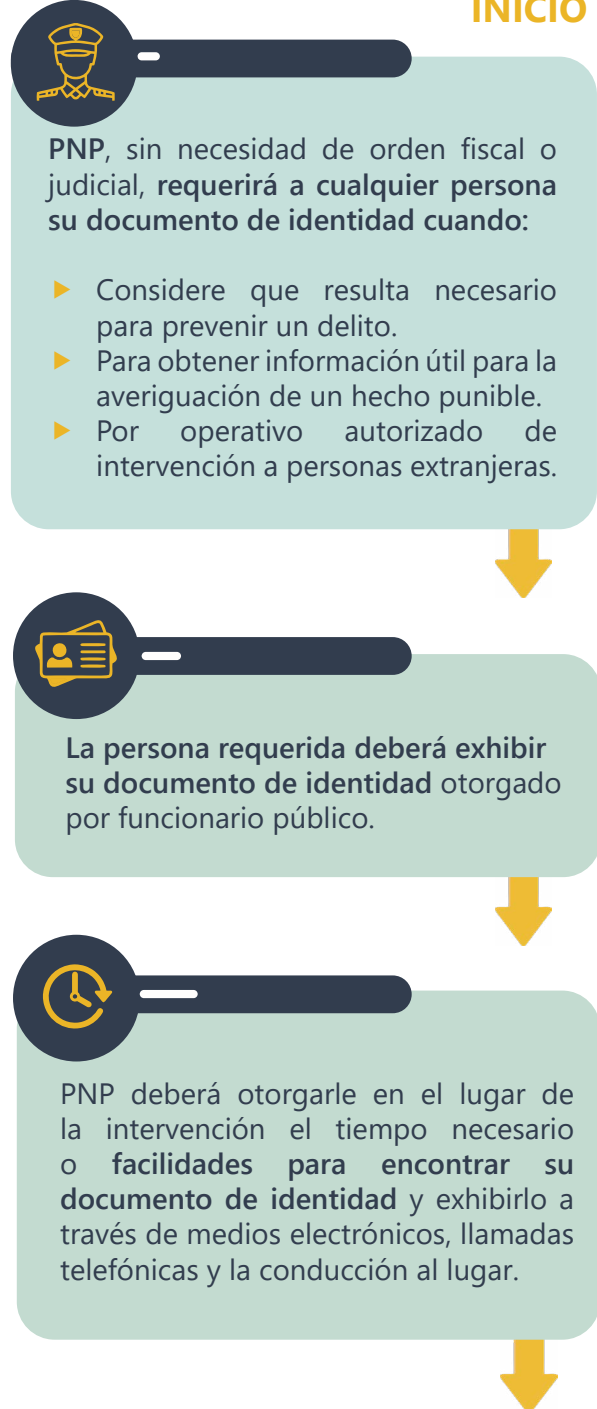 INICIO
PNP, sin necesidad de orden fiscal o
judicial, requerirá a cualquier persona
su documento de identidad cuando:
Considere que resulta necesario
para prevenir un delito.
Para obtener información útil para la
averiguación de un hecho punible.
Por operativo autorizado de
intervención a personas extranjeras.
La persona requerida deberá exhibir
su documento de identidad otorgado
por funcionario público.
PNP deberá otorgarle en el lugar de
la intervención el tiempo necesario
o facilidades para encontrar su
documento de identidad y exhibirlo a
través de medios electrónicos, llamadas
telefónicas y la conducción al lugar.